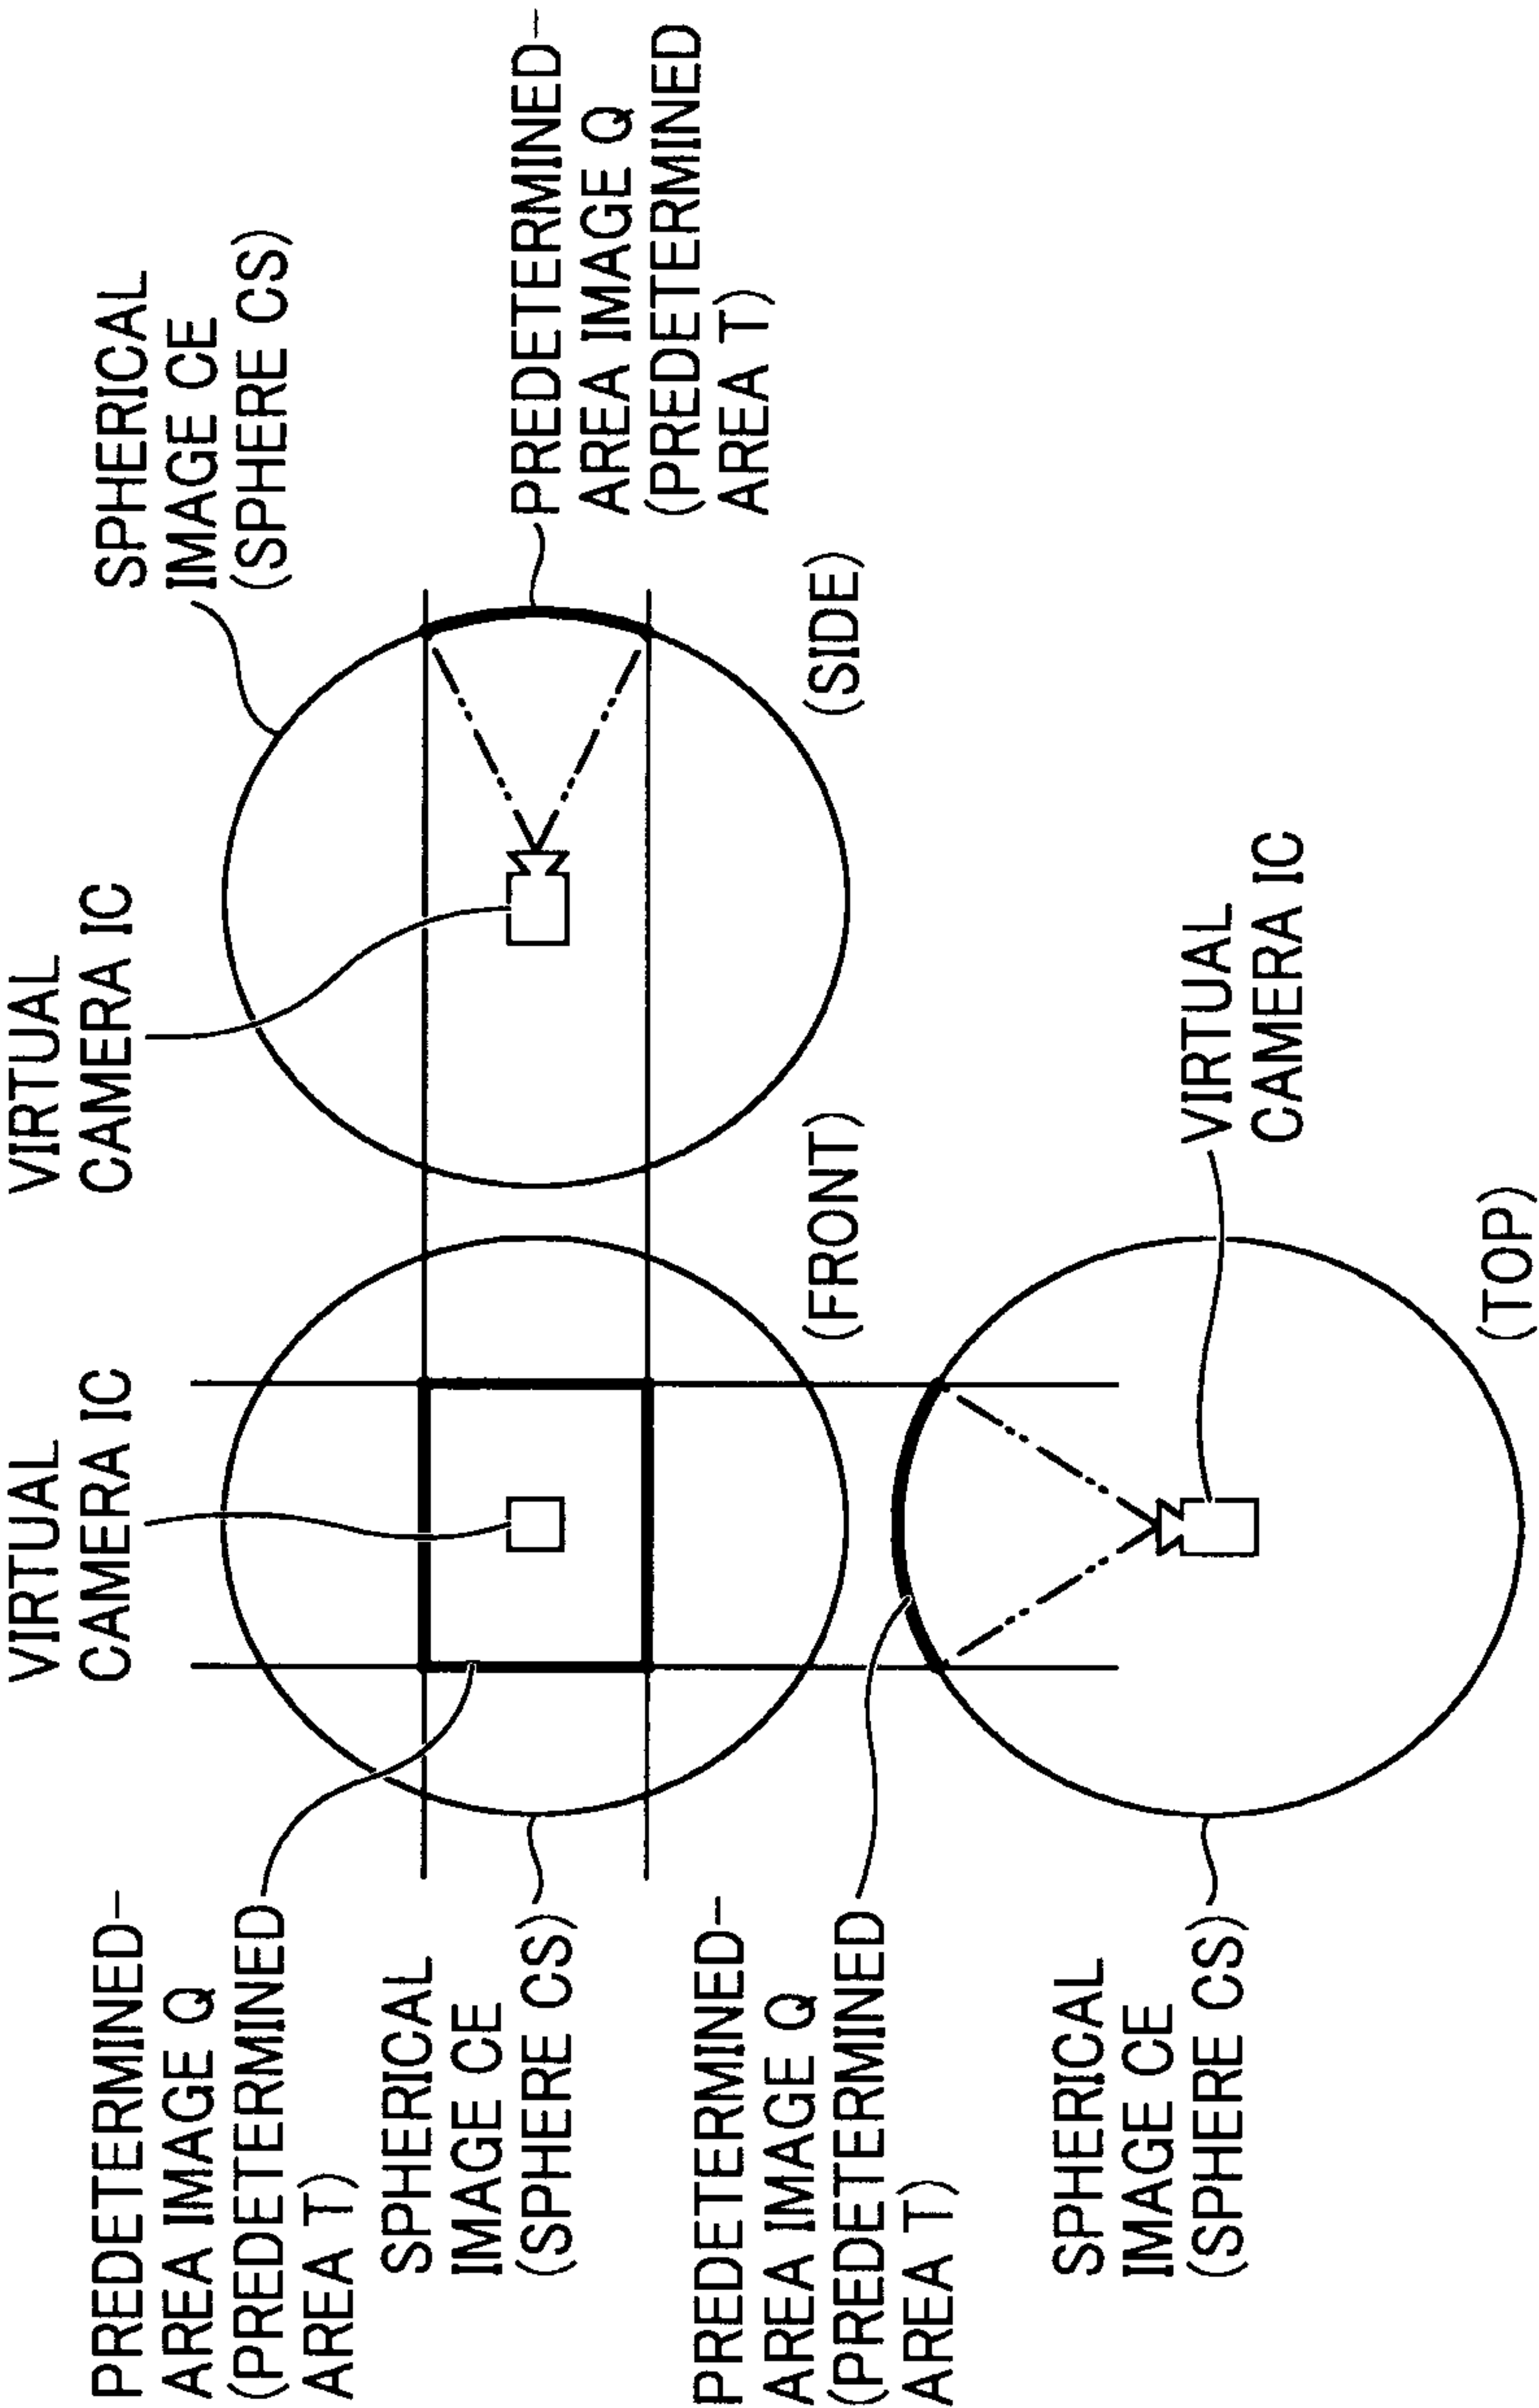 PREDETERMINED-
AREA IMAGE Q
(PREDETERMINED
AREA T)
VIRTUAL
CAMERA IC
VIRTUAL
CAMERA IC
SPHERICAL
IMAGE CE
(SPHERE CS)
SPHERICAL
IMAGE CE
(SPHERE CS)
PREDETERMINED-
AREA IMAGE Q
(PREDETERMINED
AREA T)
(FRONT)
(SIDE)
PREDETERMINED-
AREA IMAGE Q
(PREDETERMINED
AREA T)
SPHERICAL
IMAGE CE
(SPHERE CS)
VIRTUAL
CAMERA IC
(TOP)